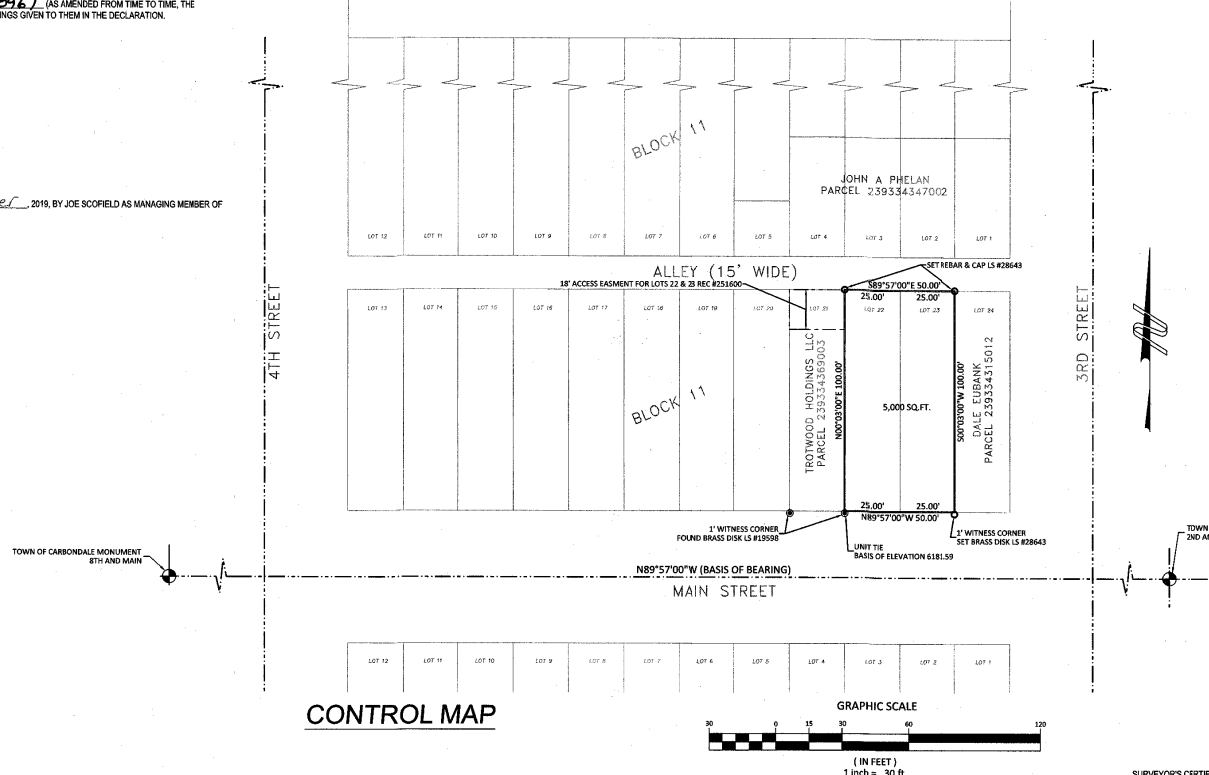 (AS AMENDED FROM TIME TO TIME, THE
INGS GIVEN TO THEM IN THE DECLARATION.
, 2019, BY JOE SCOFIELD AS MANAGING MEMBER OF
BLOCK 11
JOHN A PHELAN
PARCEL 239334347002
LOT 12 LOT 11 LOT 10 LOT 9 LOT 8 LOT 7 LOT 6 LOT 5 LOT 4 LOT 3 LOT 2 LOT 1
ALLEY (15' WIDE)
SET REBAR & CAP LS #28643
18' ACCESS EASMENT FOR LOTS 22 & 23 REC #251600
S89°57'00"E 50.00'
25.00' 25.00'
LOT 13 LOT 14 LOT 15 LOT 16 LOT 17 LOT 18 LOT 19 LOT 20 LOT 21 LOT 22 LOT 23 LOT 24
4TH STREET
3RD STREET
TROTWOOD HOLDINGS LLC
PARCEL 239334369003
N00°03'00"E 100.00'
5,000 SQ.FT.
S00°03'00"W 100.00'
DALE EUBANK
PARCEL 239334315012
BLOCK 11
25.00' 25.00'
N89°57'00"W 50.00'
1' WITNESS CORNER
FOUND BRASS DISK LS #19598
1' WITNESS CORNER
SET BRASS DISK LS #28643
UNIT TIE
BASIS OF ELEVATION 6181.59
TOWN OF CARBONDALE MONUMENT
8TH AND MAIN
TOWN
2ND A
N89°57'00"W (BASIS OF BEARING)
MAIN STREET
LOT 12 LOT 11 LOT 10 LOT 9 LOT 8 LOT 7 LOT 6 LOT 5 LOT 4 LOT 3 LOT 2 LOT 1
CONTROL MAP
GRAPHIC SCALE
30 0 15 30 60 120
( IN FEET )
1 inch = 30 ft.
SURVEYOR'S CERTIF